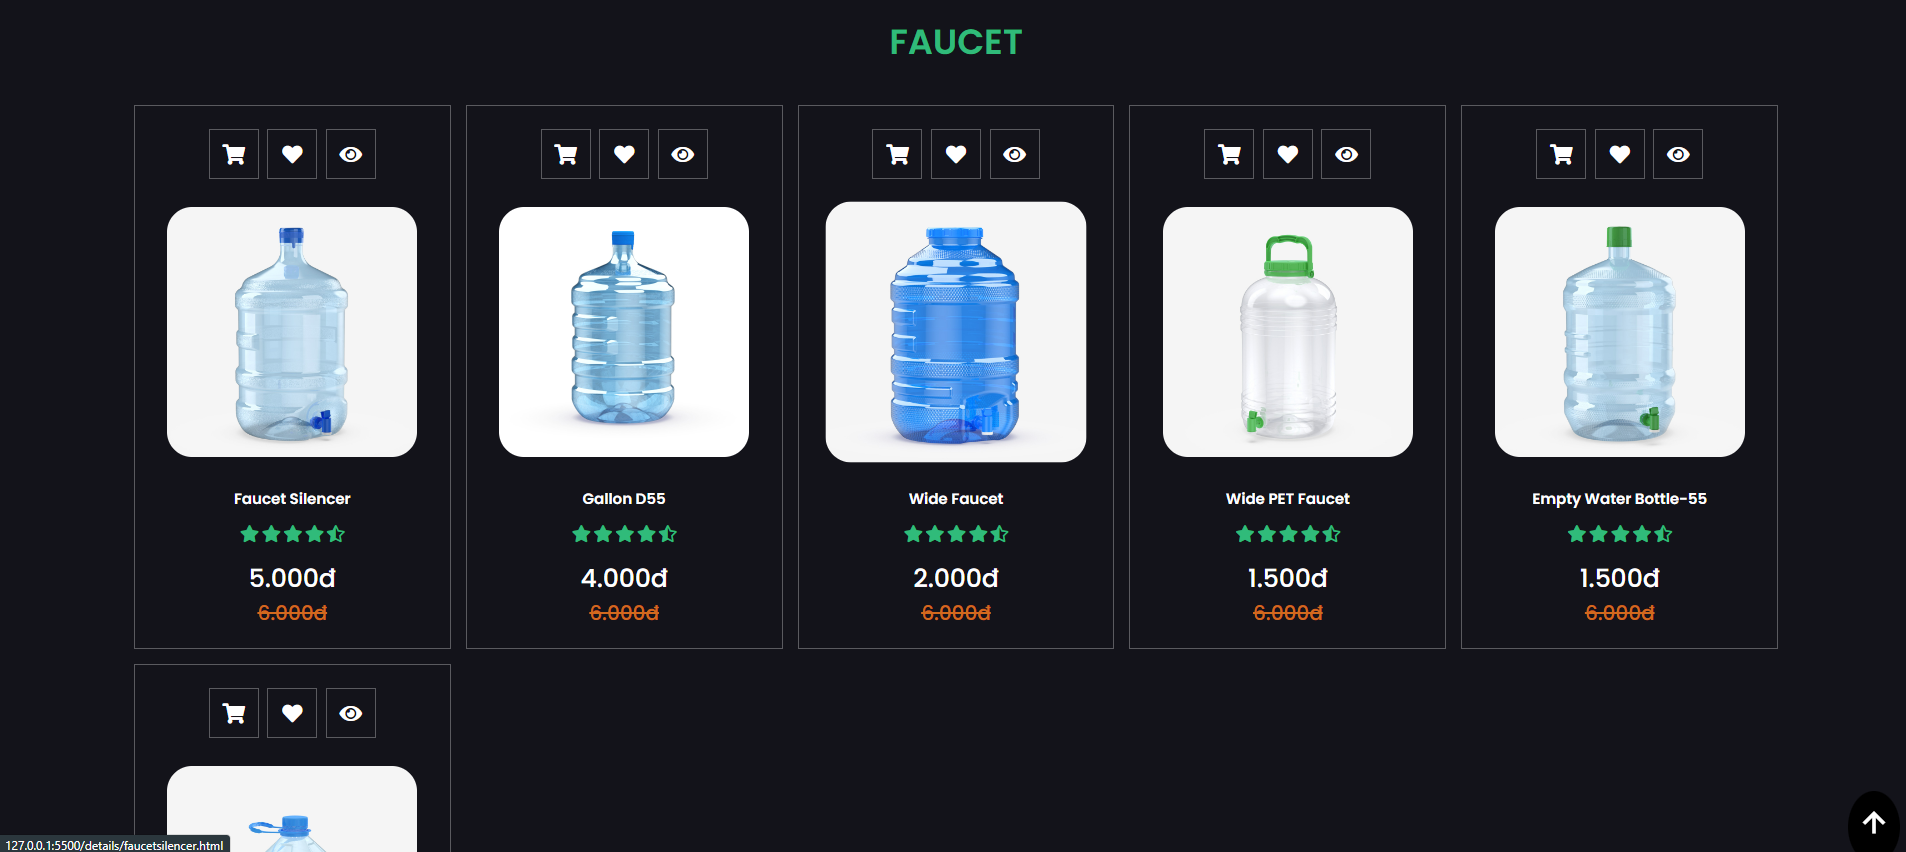 FAUCET
Faucet Silencer
5.000đ
6.000đ
Gallon D55
4.000đ
6.000đ
Wide Faucet
2.000đ
6.000đ
Wide PET Faucet
1.500đ
6.000đ
Empty Water Bottle-55
1.500đ
6.000đ
127.0.0.1:5500/details/faucetsilencer.html